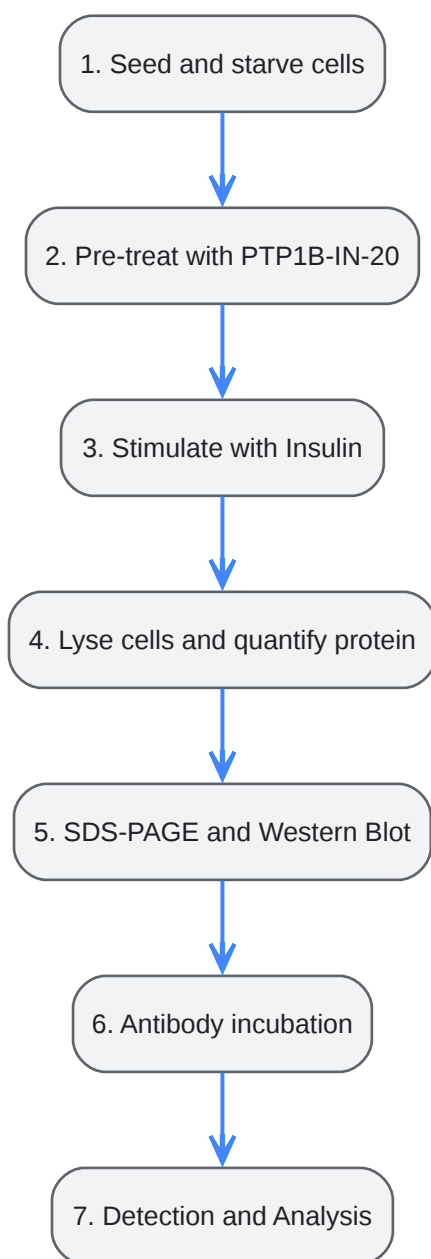 1. Seed and starve cells
2. Pre-treat with PTP1B-IN-20
3. Stimulate with Insulin
4. Lyse cells and quantify protein
5. SDS-PAGE and Western Blot
6. Antibody incubation
7. Detection and Analysis